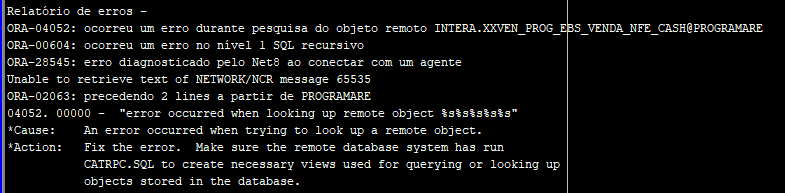 Relatório de erros -
ORA-04052: ocorreu um erro durante pesquisa do objeto remoto INTERA.XXVEN_PROG_EBS_VENDA_NFE_CASH@PROGRAMARE
ORA-00604: ocorreu um erro no nível 1 SQL recursivo
ORA-28545: erro diagnosticado pelo Net8 ao conectar com um agente
Unable to retrieve text of NETWORK/NCR message 65535
ORA-02063: precedendo 2 lines a partir de PROGRAMARE
04052. 00000 -  "error occurred when looking up remote object %s%s%s%s%s"
*Cause:    An error occurred when trying to look up a remote object.
*Action:   Fix the error.  Make sure the remote database system has run
           CATRPC.SQL to create necessary views used for querying or looking up
           objects stored in the database.